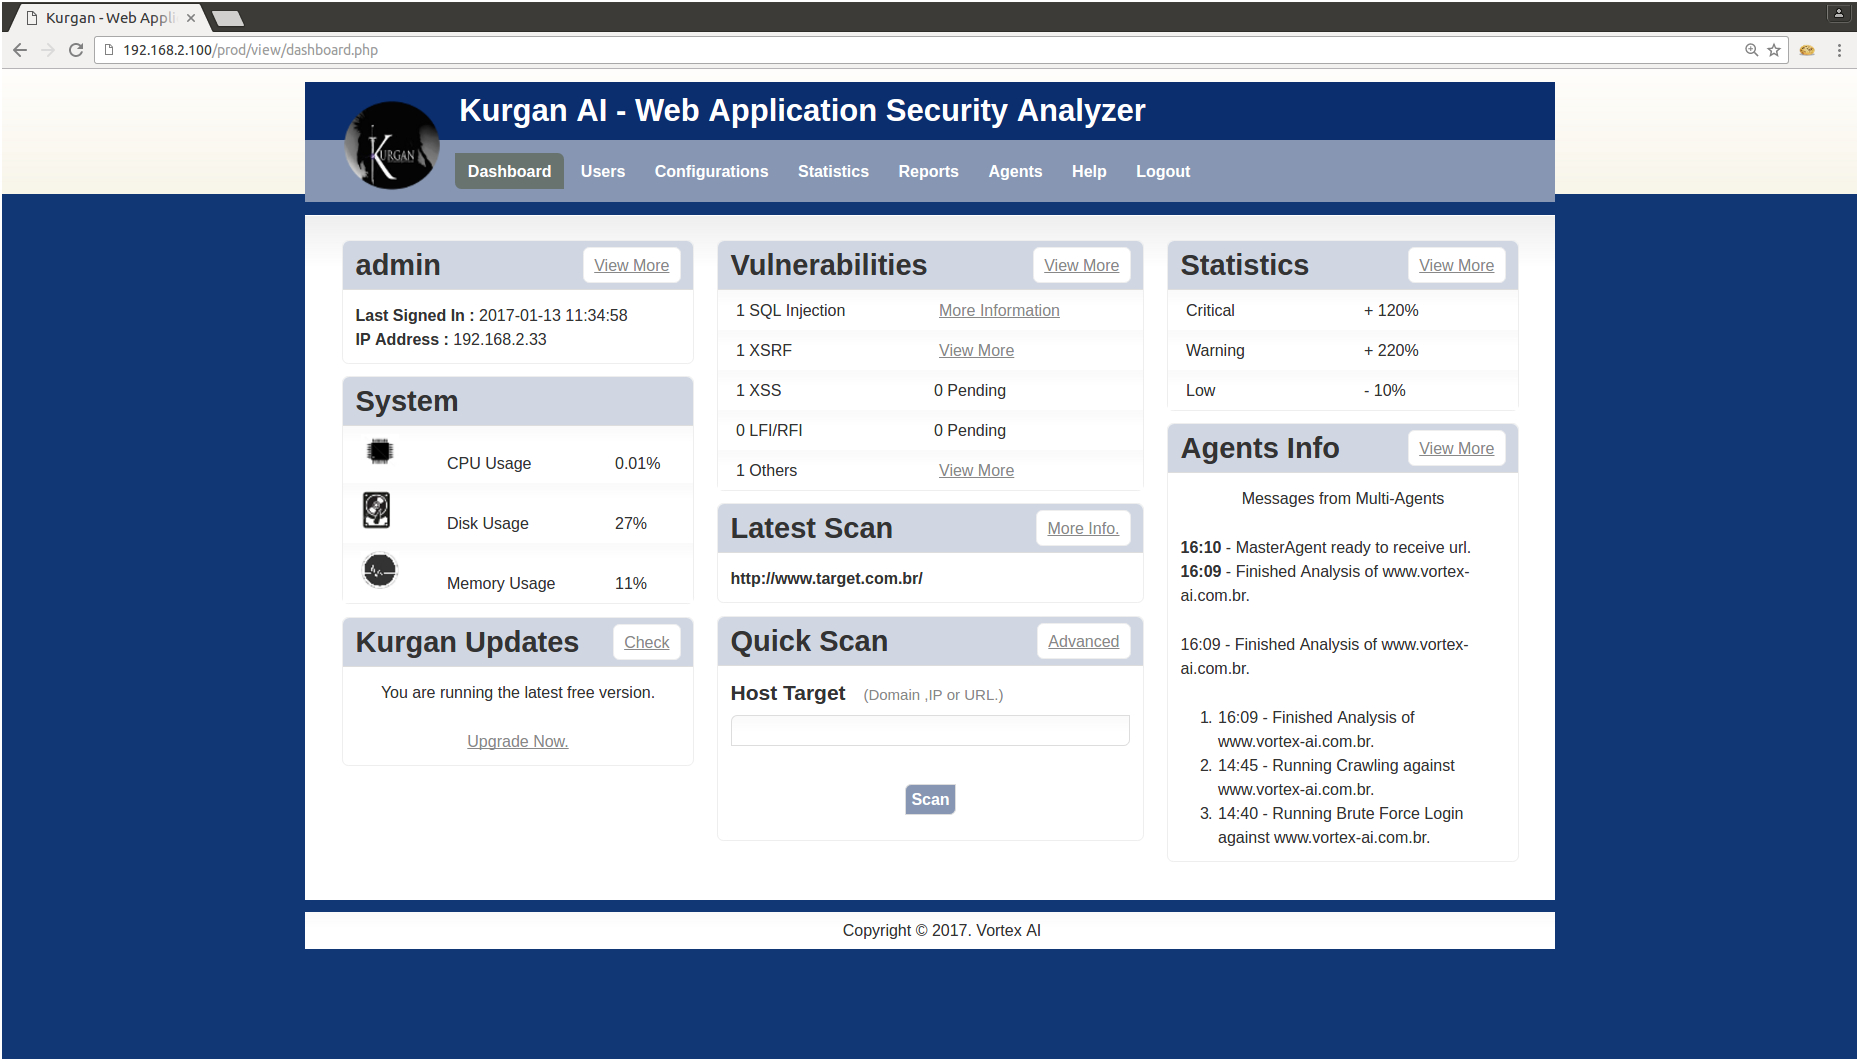 Kurgan - Web Appli
192.168.2.100/prod/view/dashboard.php
Kurgan AI - Web Application Security Analyzer
KURGAN
Dashboard Users Configurations Statistics Reports Agents Help Logout
admin View More
Last Signed In : 2017-01-13 11:34:58
IP Address : 192.168.2.33
System
CPU Usage 0.01%
Disk Usage 27%
Memory Usage 11%
Kurgan Updates Check
You are running the latest free version.
Upgrade Now.
Vulnerabilities View More
1 SQL Injection More Information
1 XSRF View More
1 XSS 0 Pending
0 LFI/RFI 0 Pending
1 Others View More
Latest Scan More Info.
http://www.target.com.br/
Quick Scan Advanced
Host Target (Domain ,IP or URL.)
Scan
Statistics View More
Critical + 120%
Warning + 220%
Low - 10%
Agents Info View More
Messages from Multi-Agents
16:10 - MasterAgent ready to receive url.
16:09 - Finished Analysis of www.vortex-
ai.com.br.
16:09 - Finished Analysis of www.vortex-
ai.com.br.
1. 16:09 - Finished Analysis of
www.vortex-ai.com.br.
2. 14:45 - Running Crawling against
www.vortex-ai.com.br.
3. 14:40 - Running Brute Force Login
against www.vortex-ai.com.br.
Copyright © 2017. Vortex AI